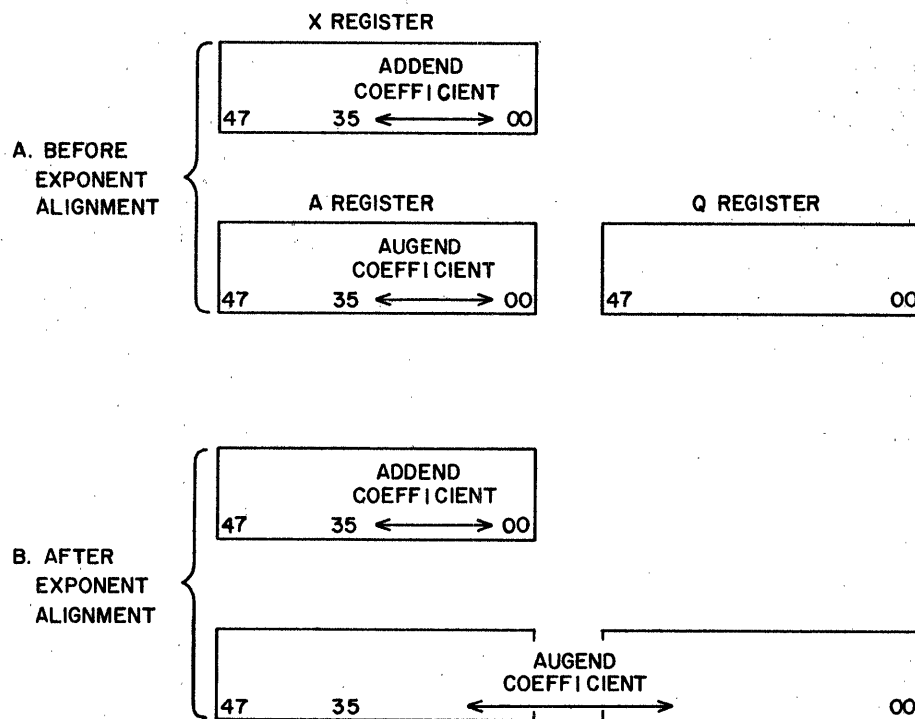 X REGISTER
ADDEND
COEFFICIENT
47 35 00
A. BEFORE
EXPONENT
ALIGNMENT
A REGISTER
AUGEND
COEFFICIENT
47 35 00
Q REGISTER
47 00
ADDEND
COEFFICIENT
47 35 00
B. AFTER
EXPONENT
ALIGNMENT
AUGEND
COEFFICIENT
47 35 00